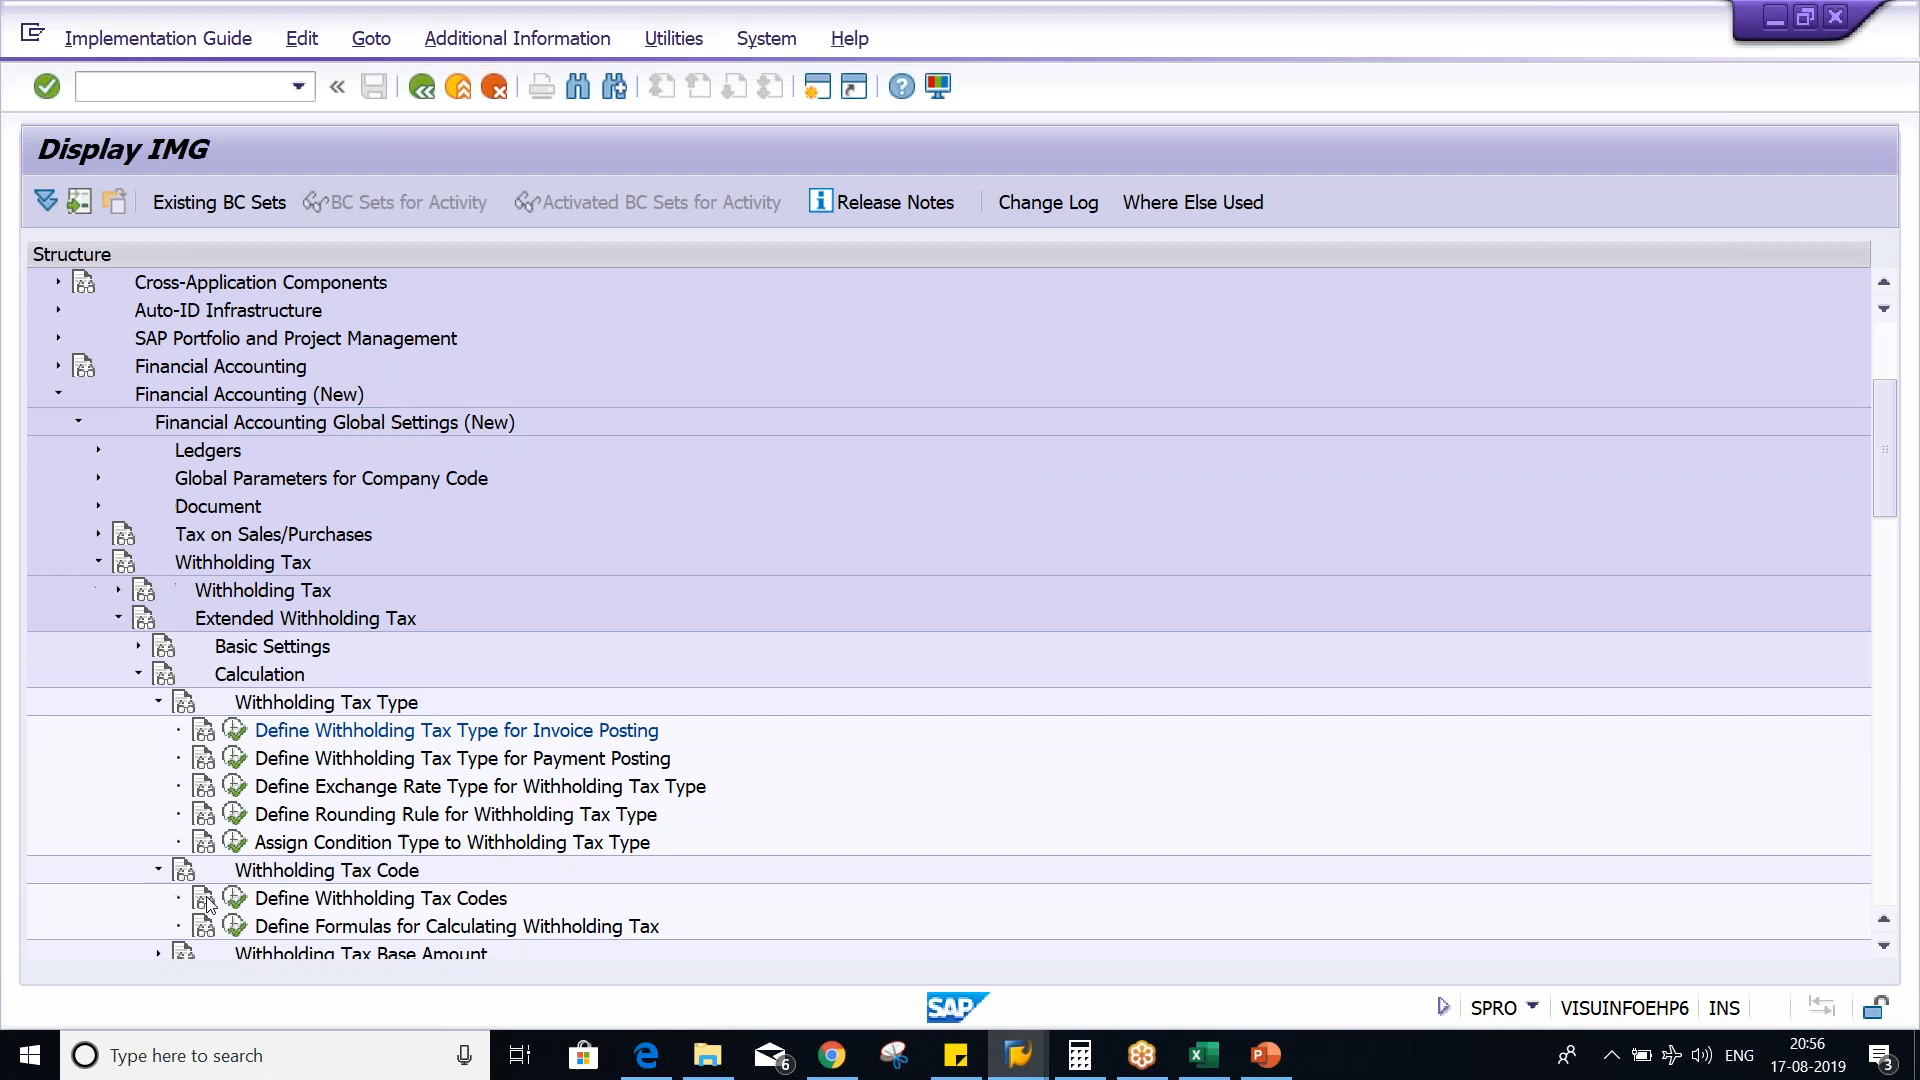 Implementation Guide Edit Goto Additional Information Utilities System Help
Display IMG
Existing BC Sets BC Sets for Activity Activated BC Sets for Activity Release Notes Change Log Where Else Used
Structure
Cross-Application Components
Auto-ID Infrastructure
SAP Portfolio and Project Management
Financial Accounting
Financial Accounting (New)
Financial Accounting Global Settings (New)
Ledgers
Global Parameters for Company Code
Document
Tax on Sales/Purchases
Withholding Tax
Withholding Tax
Extended Withholding Tax
Basic Settings
Calculation
Withholding Tax Type
Define Withholding Tax Type for Invoice Posting
Define Withholding Tax Type for Payment Posting
Define Exchange Rate Type for Withholding Tax Type
Define Rounding Rule for Withholding Tax Type
Assign Condition Type to Withholding Tax Type
Withholding Tax Code
Define Withholding Tax Codes
Define Formulas for Calculating Withholding Tax
Withholding Tax Base Amount
SAP SPRO VISUINFOEHP6 INS
Type here to search 6 ENG 20:56 17-08-2019 3